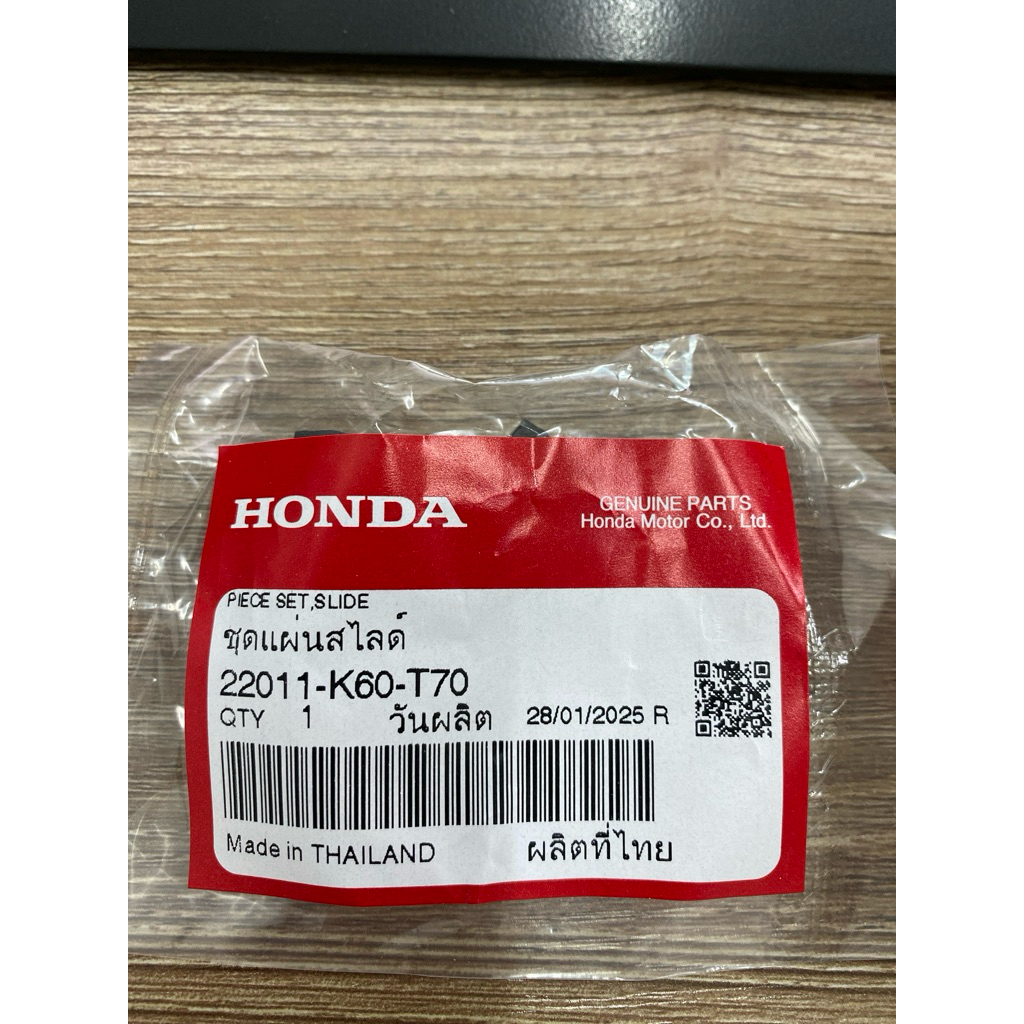 HONDA
GENUINE PARTS
Honda Motor Co., Ltd.
PIECE SET,SLIDE
ชุดแผ่นสไลด์
22011-K60-T70
QTY 1 วันผลิต 28/01/2025 R
Made in THAILAND ผลิตที่ไทย